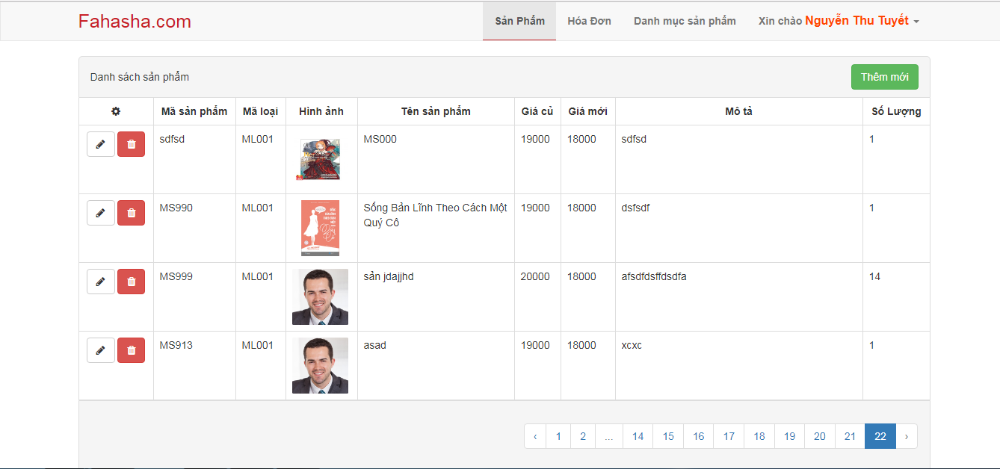 Fahasha.com
Sản Phẩm Hóa Đơn Danh mục sản phẩm Xin chào Nguyễn Thu Tuyết
Danh sách sản phẩm Thêm mới
Mã sản phẩm Mã loại Hình ảnh Tên sản phẩm Giá củ Giá mới Mô tả Số Lượng
sdfsd ML001 MS000 19000 18000 sdfsd 1
MS990 ML001 Sống Bản Lĩnh Theo Cách Một 19000 18000 dsfsdf 1
Quý Cô
MS999 ML001 sản jdajjhd 20000 18000 afsdfdsffdsdfa 14
MS913 ML001 asad 19000 18000 xcxc 1
‹ 1 2 ... 14 15 16 17 18 19 20 21 22 ›